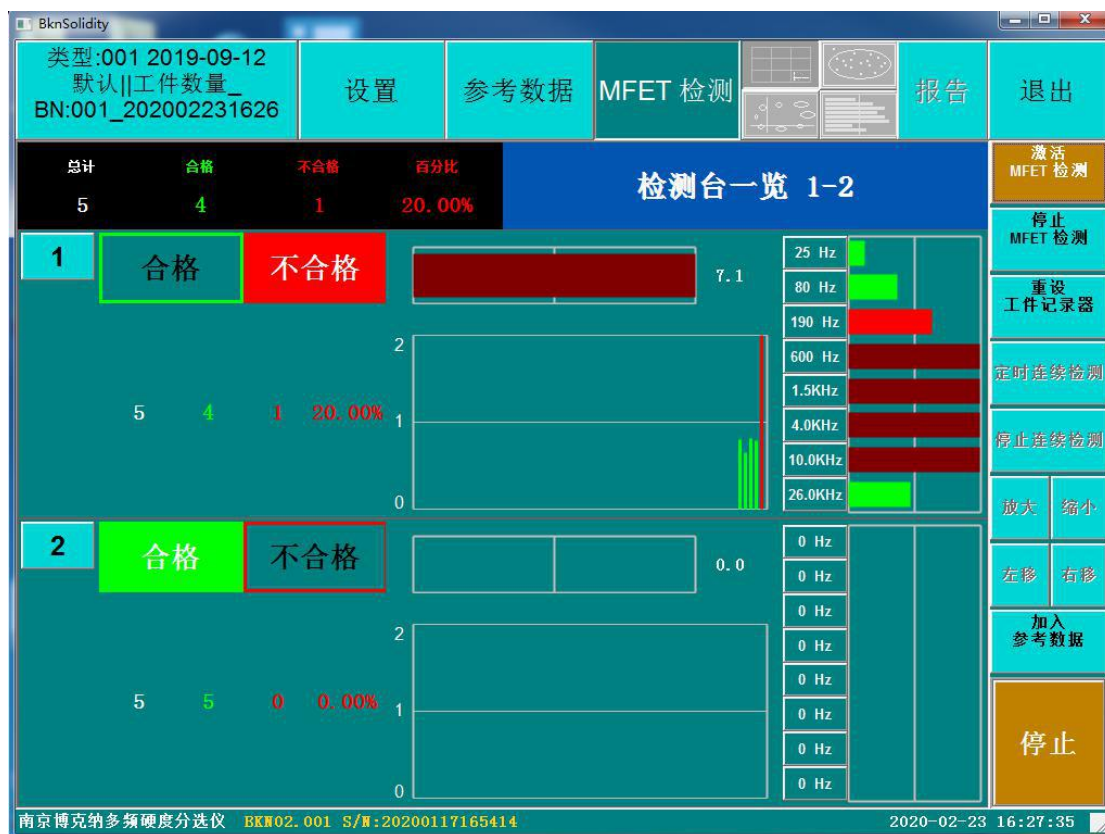 BknSolidity
类型:001 2019-09-12
默认||工件数量_
BN:001_202002231626
设置
参考数据
MFET 检测
报告
退出
总计 合格 不合格 百分比
5 4 1 20.00%
检测台一览 1-2
激活
MFET 检测
停止
MFET 检测
重设
工件记录器
定时连续检测
停止连续检测
放大 缩小
左移 右移
加入
参考数据
停止
1
合格
不合格
7.1
2
1
0
5 4 1 20.00%
25 Hz
80 Hz
190 Hz
600 Hz
1.5KHz
4.0KHz
10.0KHz
26.0KHz
2
合格
不合格
0.0
2
1
0
5 5 0 0.00%
0 Hz
0 Hz
0 Hz
0 Hz
0 Hz
0 Hz
0 Hz
0 Hz
南京博克纳多频硬度分选仪 BKN02.001 S/N:20200117165414 2020-02-23 16:27:35